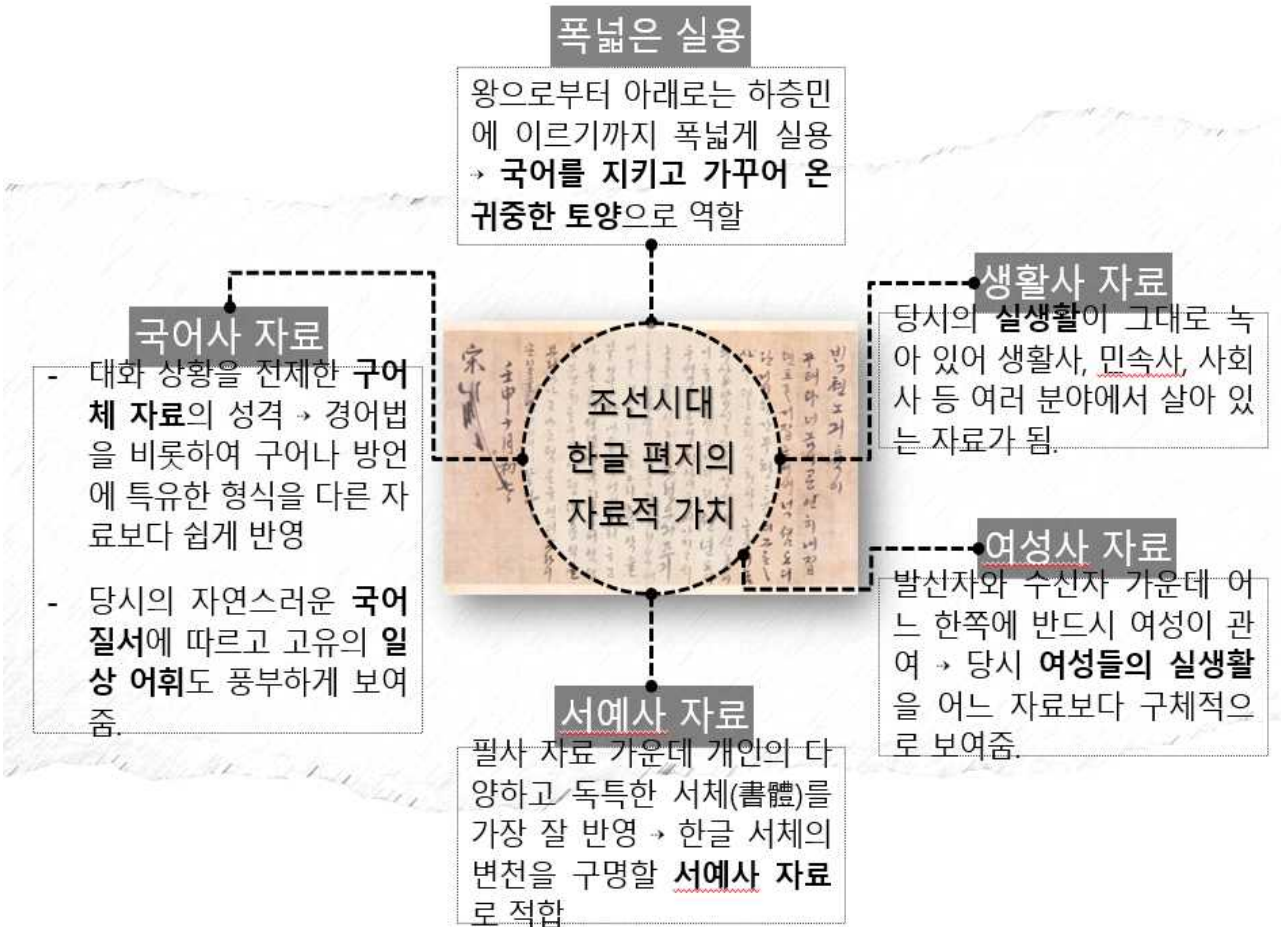 폭넓은 실용
왕으로부터 아래로는 하층민
에 이르기까지 폭넓게 실용
→ 국어를 지키고 가꾸어 온
귀중한 토양으로 역할
국어사 자료
- 대화 상황을 전제한 구어
체 자료의 성격 → 경어법
을 비롯하여 구어나 방언
에 특유한 형식을 다른 자
료보다 쉽게 반영
- 당시의 자연스러운 국어
질서에 따르고 고유의 일
상 어휘도 풍부하게 보여
줌.
조선시대
한글 편지의
자료적 가치
생활사 자료
당시의 실생활이 그대로 녹
아 있어 생활사, 민속사, 사회
사 등 여러 분야에서 살아 있
는 자료가 됨.
여성사 자료
발신자와 수신자 가운데 어
느 한쪽에 반드시 여성이 관
여 → 당시 여성들의 실생활
을 어느 자료보다 구체적으
로 보여줌.
서예사 자료
필사 자료 가운데 개인의 다
양하고 독특한 서체(書體)를
가장 잘 반영 → 한글 서체의
변천을 구명할 서예사 자료
로 적합